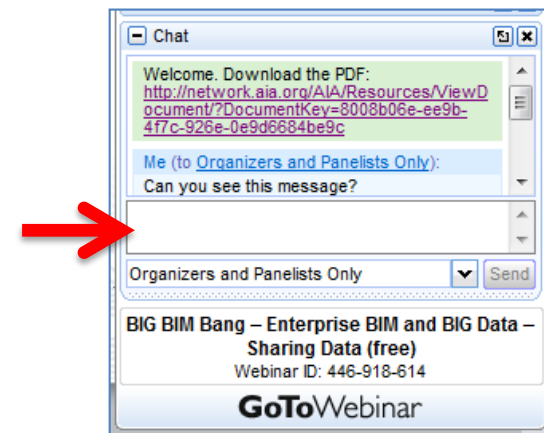 Chat
Welcome. Download the PDF:
http://network.aia.org/AIA/Resources/ViewD
ocument/?DocumentKey=8008b06e-ee9b-
4f7c-926e-0e9d6684be9c
Me (to Organizers and Panelists Only):
Can you see this message?
Organizers and Panelists Only
Send
BIG BIM Bang – Enterprise BIM and BIG Data –
Sharing Data (free)
Webinar ID: 446-918-614
GoToWebinar